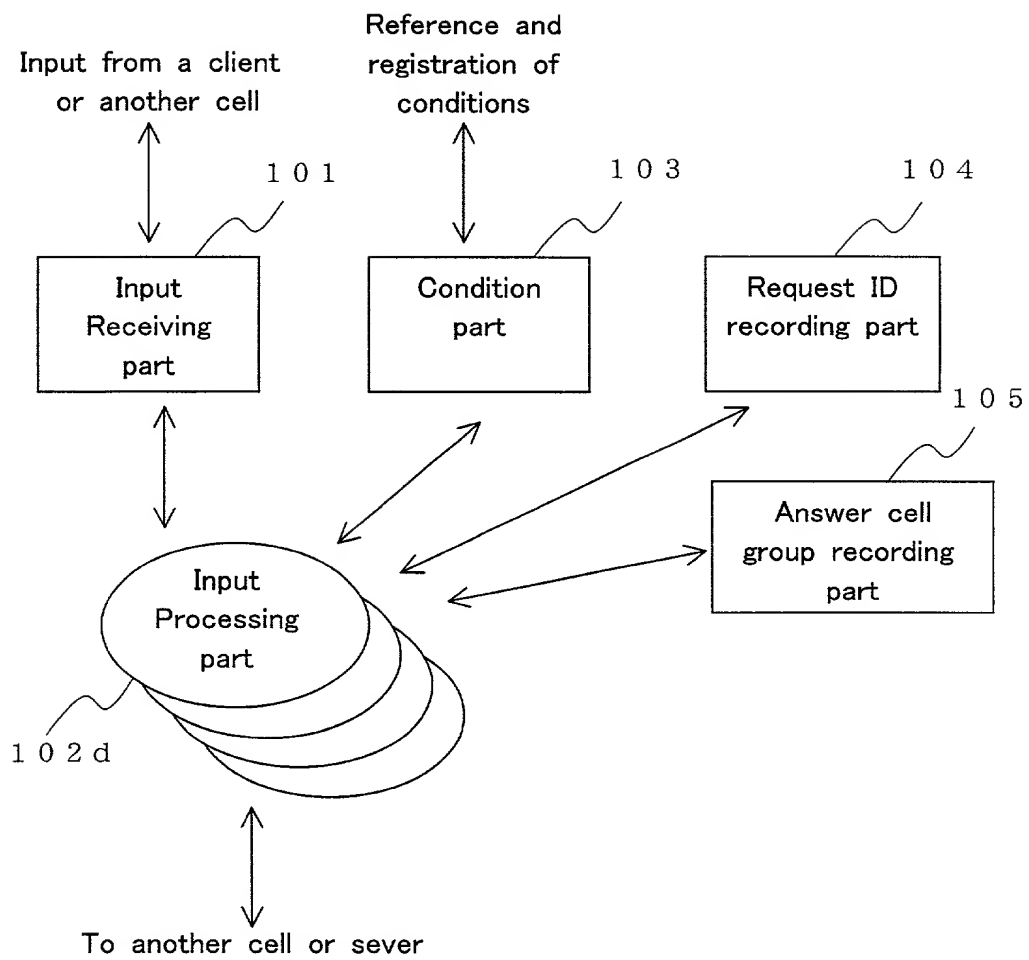 Input from a client
or another cell
Reference and
registration of
conditions
１０１
１０３
１０４
Input
Receiving
part
Condition
part
Request ID
recording part
１０５
Answer cell
group recording
part
Input
Processing
part
１０２ｄ
To another cell or sever